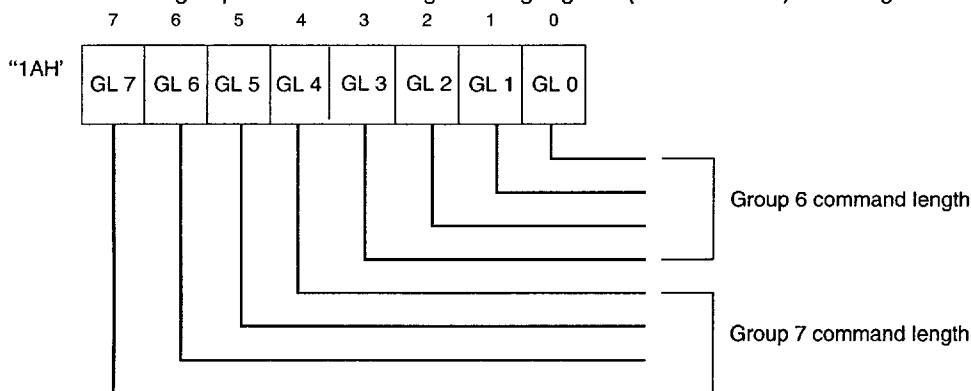 7 6 5 4 3 2 1 0
“1AH’
GL 7 GL 6 GL 5 GL 4 GL 3 GL 2 GL 1 GL 0
Group 6 command length
Group 7 command length